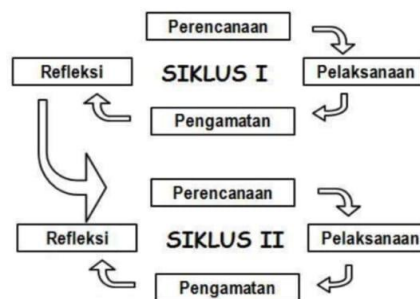 Perencanaan
Refleksi SIKLUS I Pelaksanaan
Pengamatan
Perencanaan
Refleksi SIKLUS II Pelaksanaan
Pengamatan